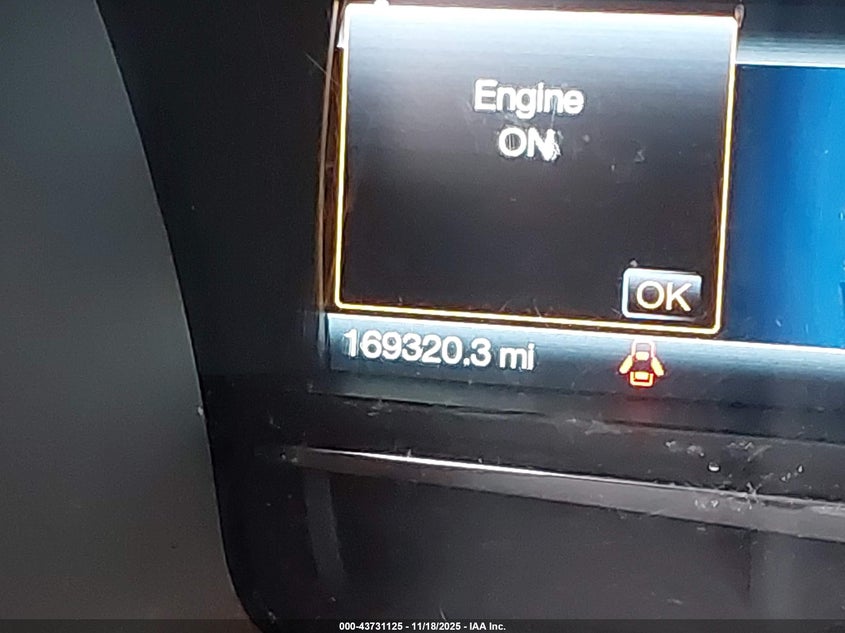 Engine
ON
OK
169320.3 mi
000-43731125 - 11/18/2025 - IAA Inc.